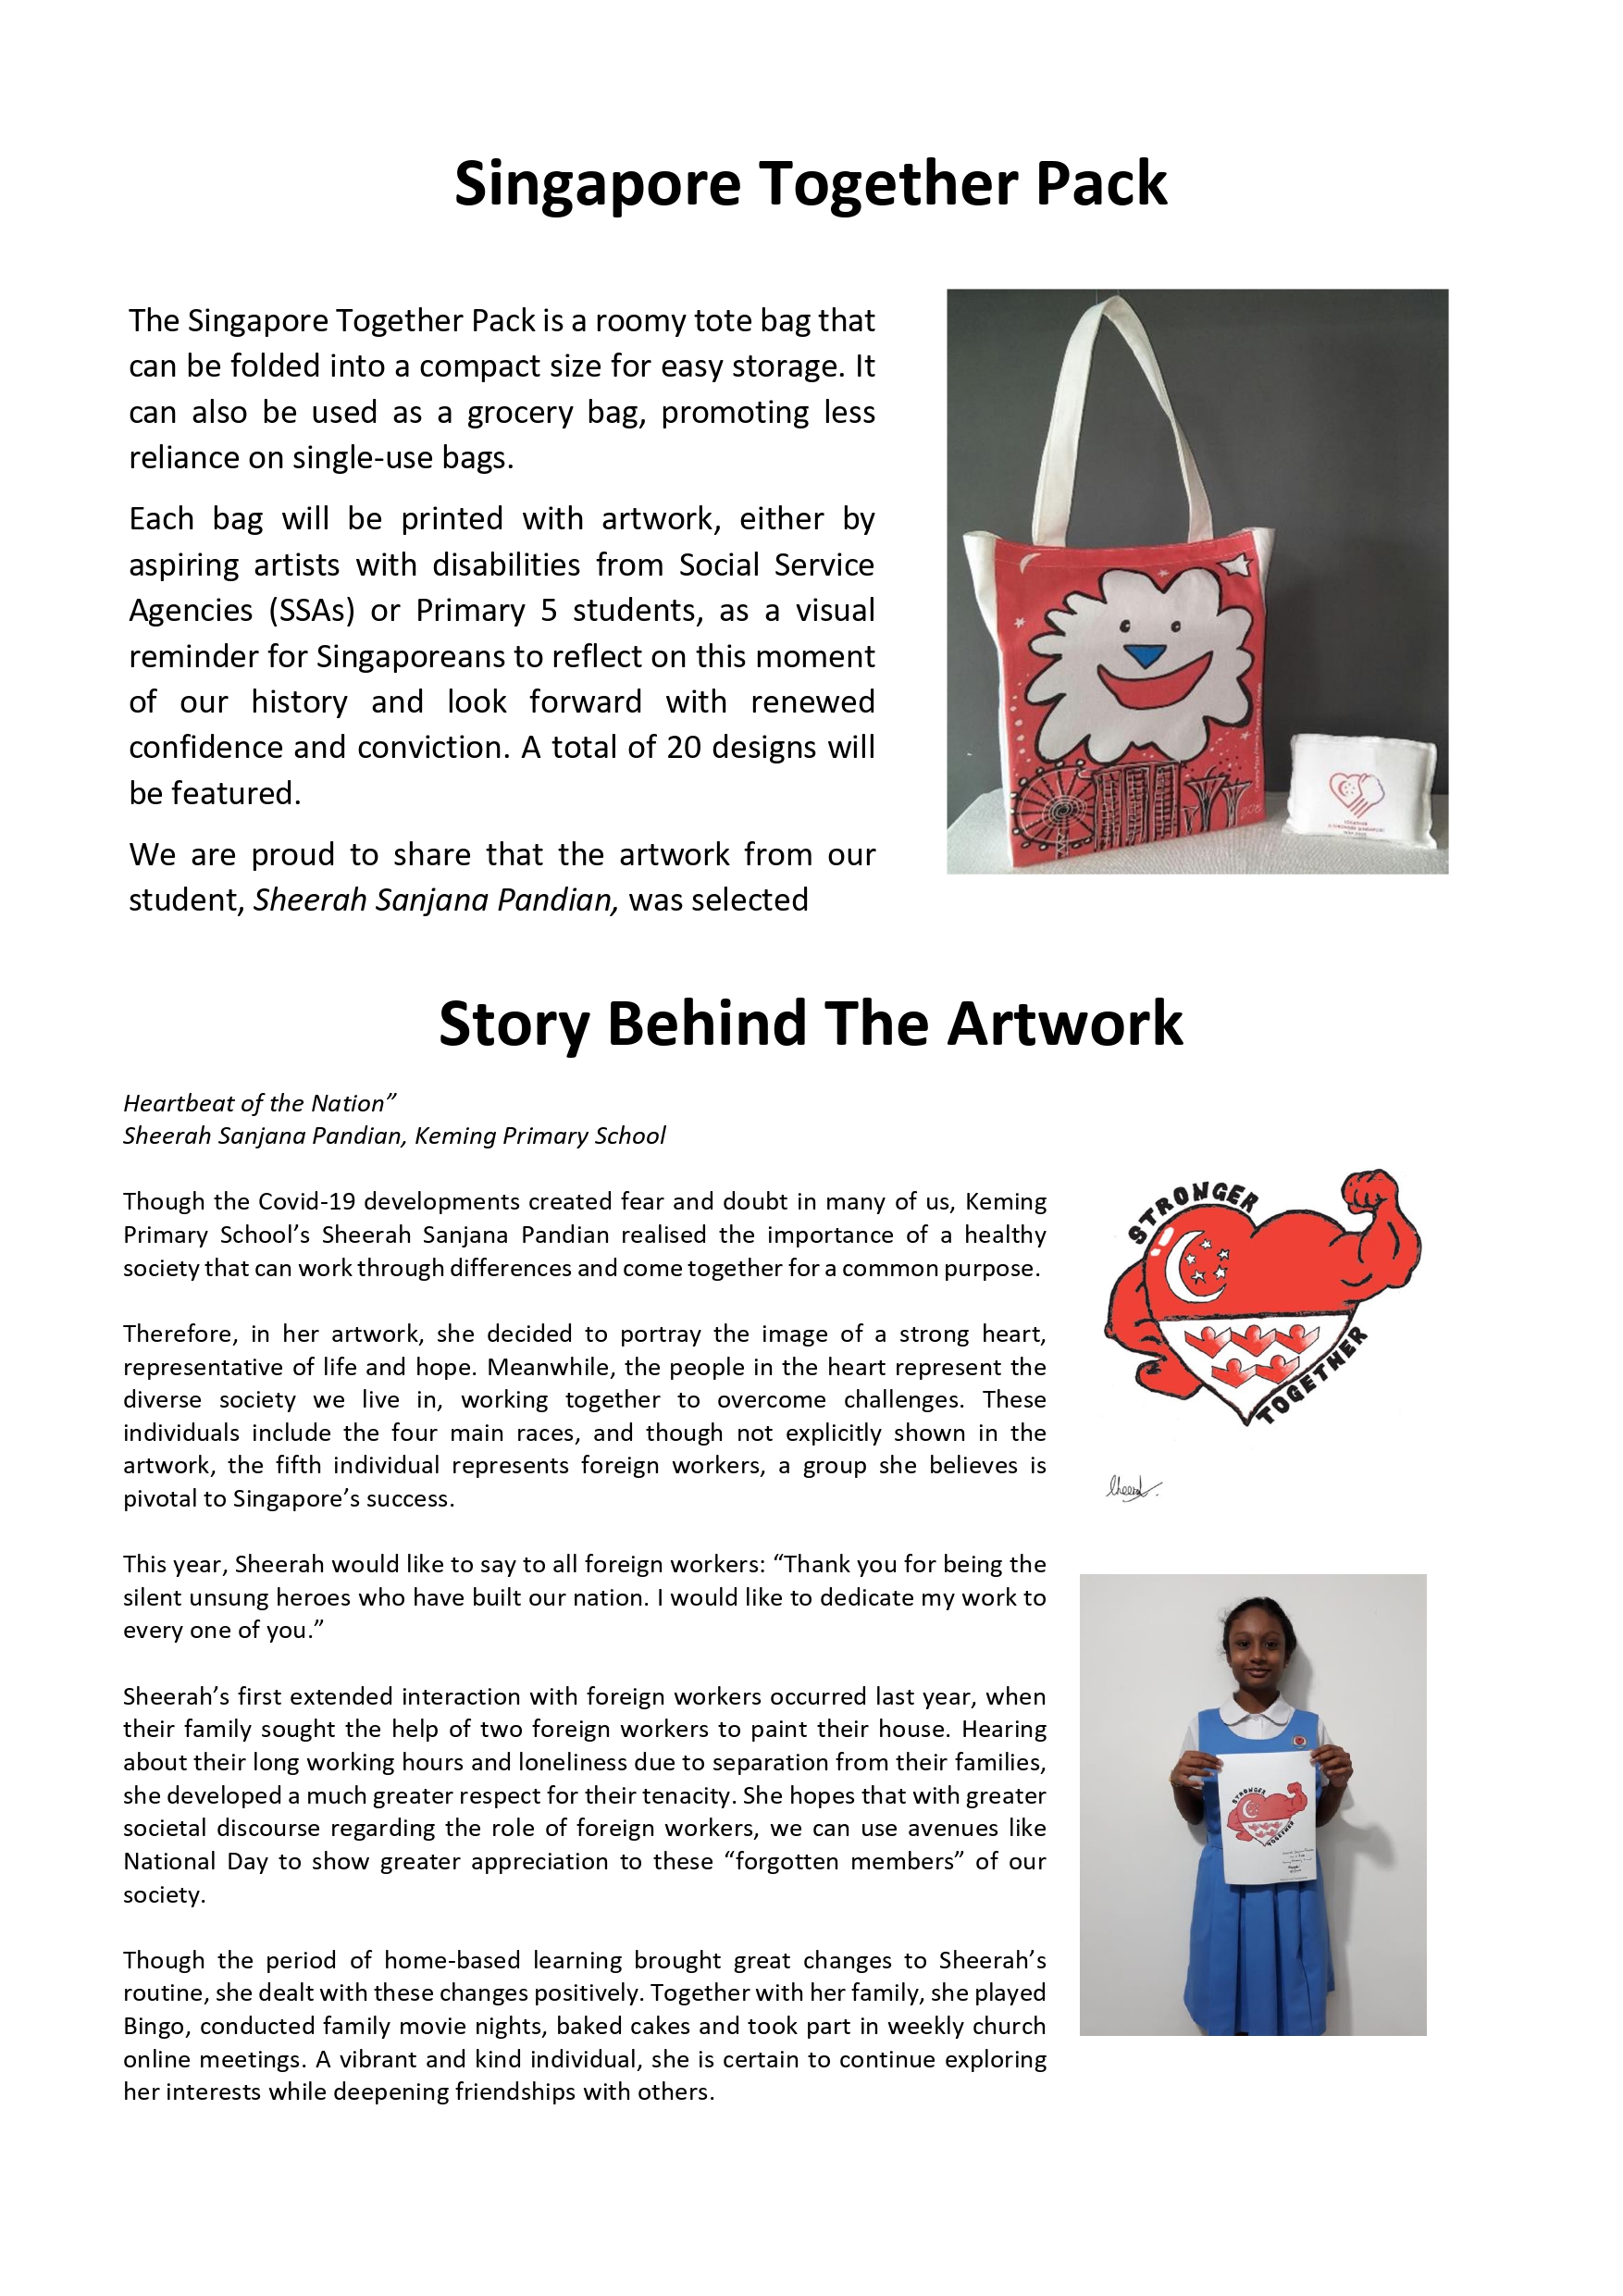 Singapore Together Pack
The Singapore Together Pack is a roomy tote bag that
can be folded into a compact size for easy storage. It
can also be used as a grocery bag, promoting less
reliance on single-use bags.
Each bag will be printed with artwork, either by
aspiring artists with disabilities from Social Service
Agencies (SSAs) or Primary 5 students, as a visual
reminder for Singaporeans to reflect on this moment
of our history and look forward with renewed
confidence and conviction. A total of 20 designs will
be featured.
We are proud to share that the artwork from our
student, Sheerah Sanjana Pandian, was selected
Story Behind The Artwork
Heartbeat of the Nation”
Sheerah Sanjana Pandian, Keming Primary School
Though the Covid-19 developments created fear and doubt in many of us, Keming
Primary School’s Sheerah Sanjana Pandian realised the importance of a healthy
society that can work through differences and come together for a common purpose.
Therefore, in her artwork, she decided to portray the image of a strong heart,
representative of life and hope. Meanwhile, the people in the heart represent the
diverse society we live in, working together to overcome challenges. These
individuals include the four main races, and though not explicitly shown in the
artwork, the fifth individual represents foreign workers, a group she believes is
pivotal to Singapore’s success.
This year, Sheerah would like to say to all foreign workers: “Thank you for being the
silent unsung heroes who have built our nation. I would like to dedicate my work to
every one of you.”
Sheerah’s first extended interaction with foreign workers occurred last year, when
their family sought the help of two foreign workers to paint their house. Hearing
about their long working hours and loneliness due to separation from their families,
she developed a much greater respect for their tenacity. She hopes that with greater
societal discourse regarding the role of foreign workers, we can use avenues like
National Day to show greater appreciation to these “forgotten members” of our
society.
Though the period of home-based learning brought great changes to Sheerah’s
routine, she dealt with these changes positively. Together with her family, she played
Bingo, conducted family movie nights, baked cakes and took part in weekly church
online meetings. A vibrant and kind individual, she is certain to continue exploring
her interests while deepening friendships with others.
STRONGER
TOGETHER
STRONGER
TOGETHER